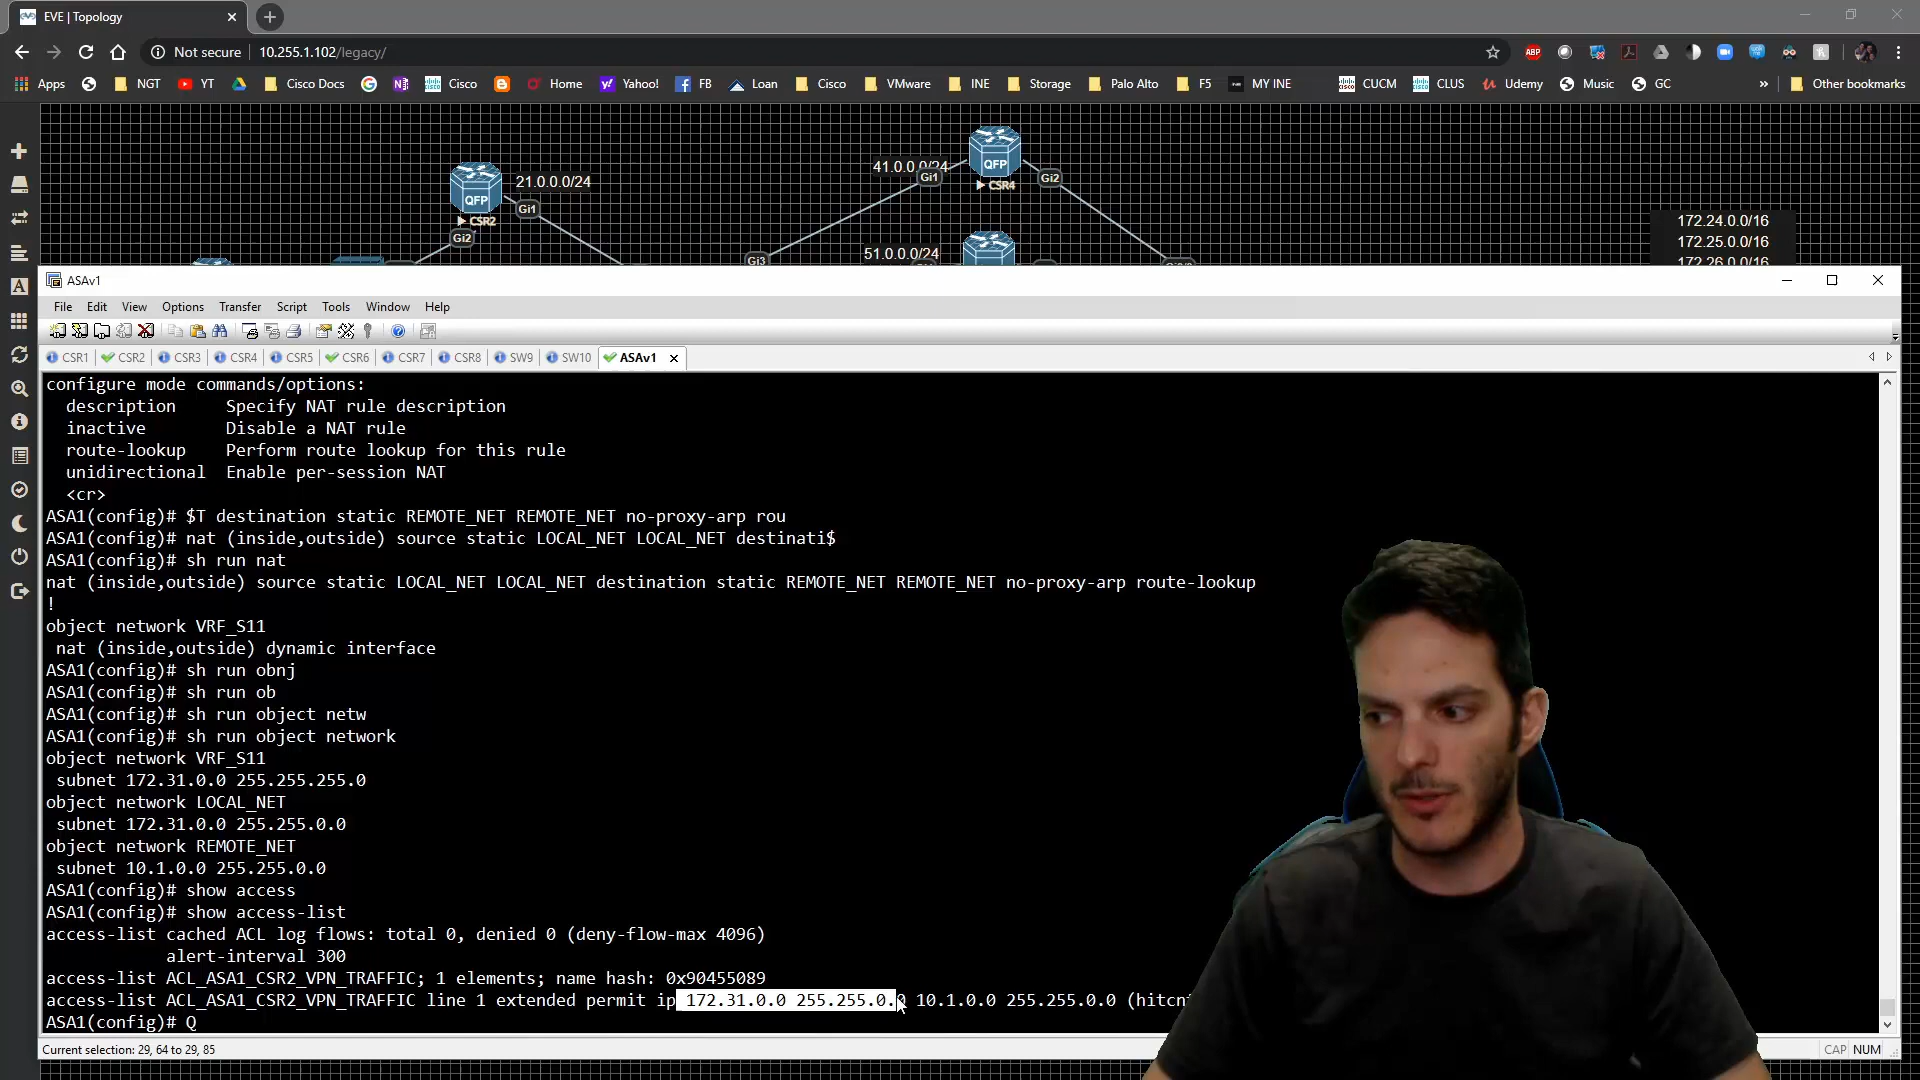 EVE | Topology
Not secure
10.255.1.102/legacy/
ABP
Apps
NGT
YT
Cisco Docs
Cisco
Home
Yahoo!
FB
Loan
Cisco
VMware
INE
Storage
Palo Alto
F5
MY INE
CUCM
CLUS
Udemy
Music
GC
»
Other bookmarks
41.0.0.0/24
Gi1
QFP
CSR4
Gi2
21.0.0.0/24
QFP
Gi1
CSR2
Gi2
Gi3
51.0.0.0/24
172.24.0.0/16
172.25.0.0/16
172.26.0.0/16
ASAv1
File
Edit
View
Options
Transfer
Script
Tools
Window
Help
CSR1
CSR2
CSR3
CSR4
CSR5
CSR6
CSR7
CSR8
SW9
SW10
ASAv1
configure mode commands/options:
description Specify NAT rule description
inactive Disable a NAT rule
route-lookup Perform route lookup for this rule
unidirectional Enable per-session NAT
<cr>
ASA1(config)# $T destination static REMOTE_NET REMOTE_NET no-proxy-arp rou
ASA1(config)# nat (inside,outside) source static LOCAL_NET LOCAL_NET destinati$
ASA1(config)# sh run nat
nat (inside,outside) source static LOCAL_NET LOCAL_NET destination static REMOTE_NET REMOTE_NET no-proxy-arp route-lookup
!
object network VRF_S11
nat (inside,outside) dynamic interface
ASA1(config)# sh run obnj
ASA1(config)# sh run ob
ASA1(config)# sh run object netw
ASA1(config)# sh run object network
object network VRF_S11
subnet 172.31.0.0 255.255.255.0
object network LOCAL_NET
subnet 172.31.0.0 255.255.0.0
object network REMOTE_NET
subnet 10.1.0.0 255.255.0.0
ASA1(config)# show access
ASA1(config)# show access-list
access-list cached ACL log flows: total 0, denied 0 (deny-flow-max 4096)
alert-interval 300
access-list ACL_ASA1_CSR2_VPN_TRAFFIC; 1 elements; name hash: 0x90455089
access-list ACL_ASA1_CSR2_VPN_TRAFFIC line 1 extended permit ip 172.31.0.0 255.255.0.0 10.1.0.0 255.255.0.0
ASA1(config)# Q
Current selection: 29, 64 to 29, 85
CAP
NUM